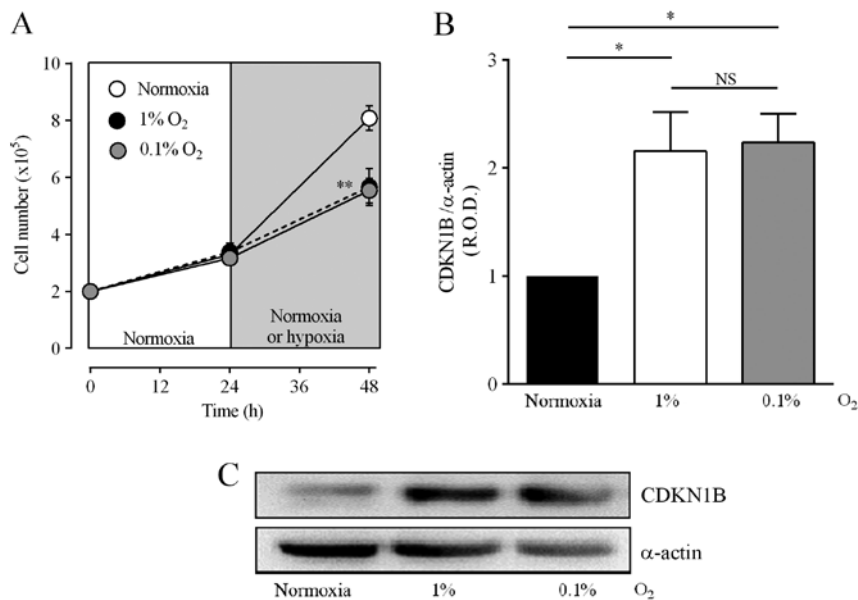 A
10
8
6
4
2
0
Cell number (x10⁵)
Normoxia
1% O₂
0.1% O₂
**
Normoxia
Normoxia
or hypoxia
0 12 24 36 48
Time (h)
B
*
*
NS
3
2
1
0
CDKN1B/α-actin
(R.O.D.)
Normoxia 1% 0.1% O₂
C
CDKN1B
α-actin
Normoxia 1% 0.1% O₂